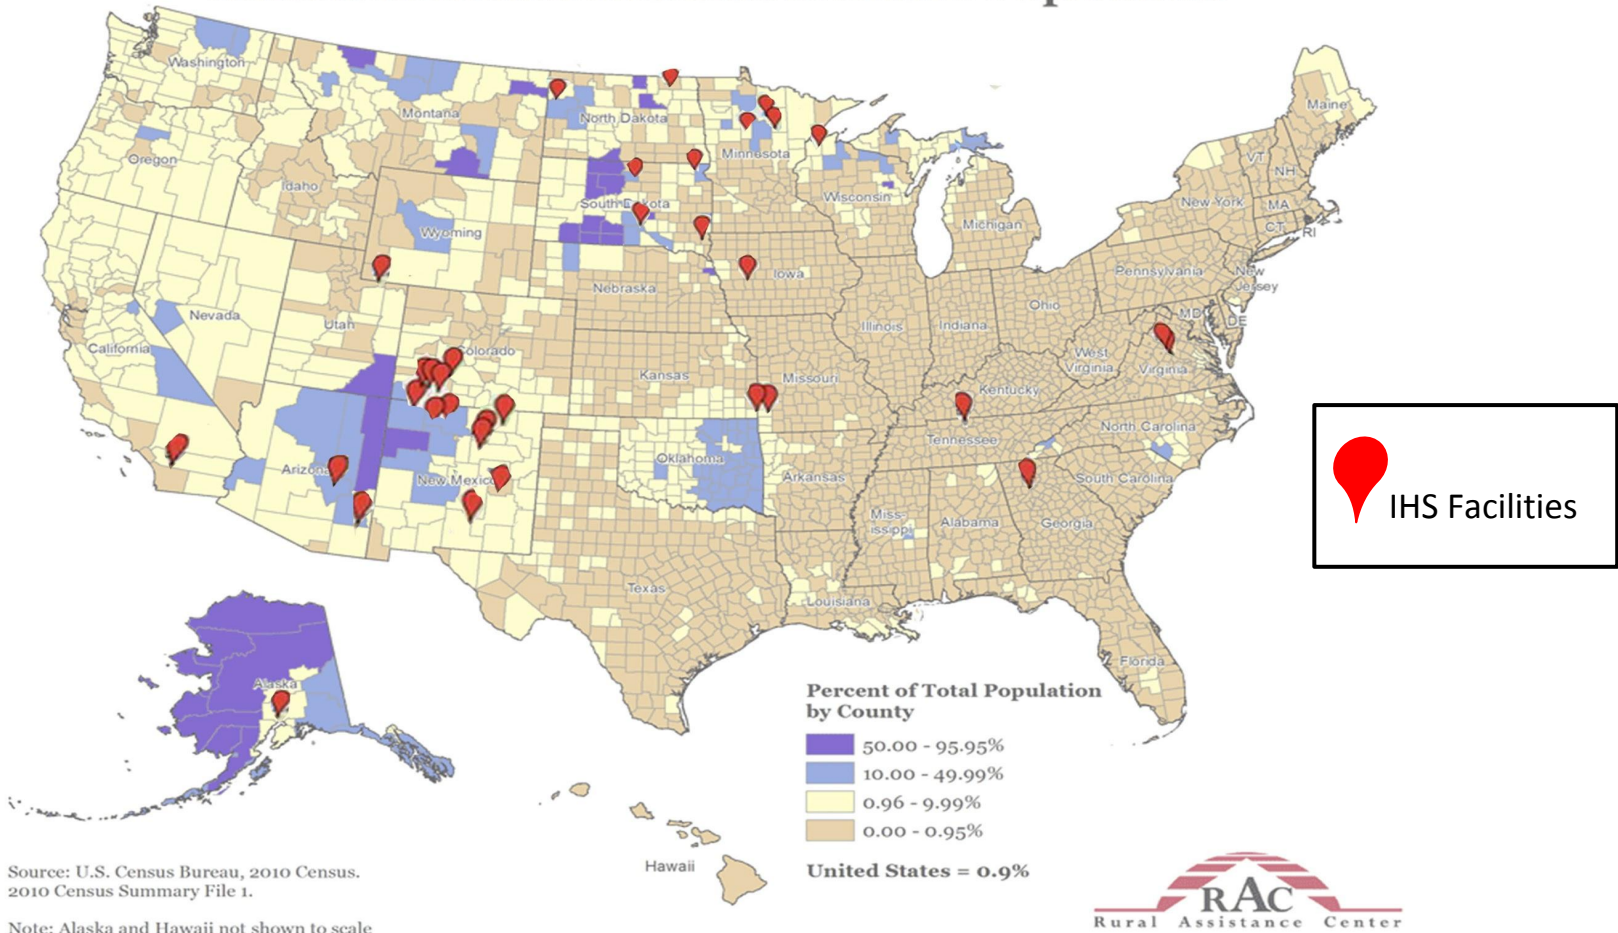 Washington
Montana
North Dakota
Minnesota
Maine
Oregon
Idaho
VT
NH
South Dakota
Wisconsin
Michigan
New York
MA
CT
RI
Wyoming
Iowa
Nebraska
Pennsylvania
New
Jersey
Nevada
Utah
Colorado
Illinois
Indiana
Ohio
MD
DE
California
West
Virginia
Virginia
Kansas
Missouri
Kentucky
North Carolina
Tennessee
Oklahoma
Arizona
New Mexico
Arkansas
South Carolina
Miss-
issippi
Alabama
Georgia
Texas
Louisiana
Florida
IHS Facilities
Alaska
Hawaii
Percent of Total Population
by County
50.00 - 95.95%
10.00 - 49.99%
0.96 - 9.99%
0.00 - 0.95%
United States = 0.9%
Source: U.S. Census Bureau, 2010 Census.
2010 Census Summary File 1.
Note: Alaska and Hawaii not shown to scale
RAC
Rural Assistance Center